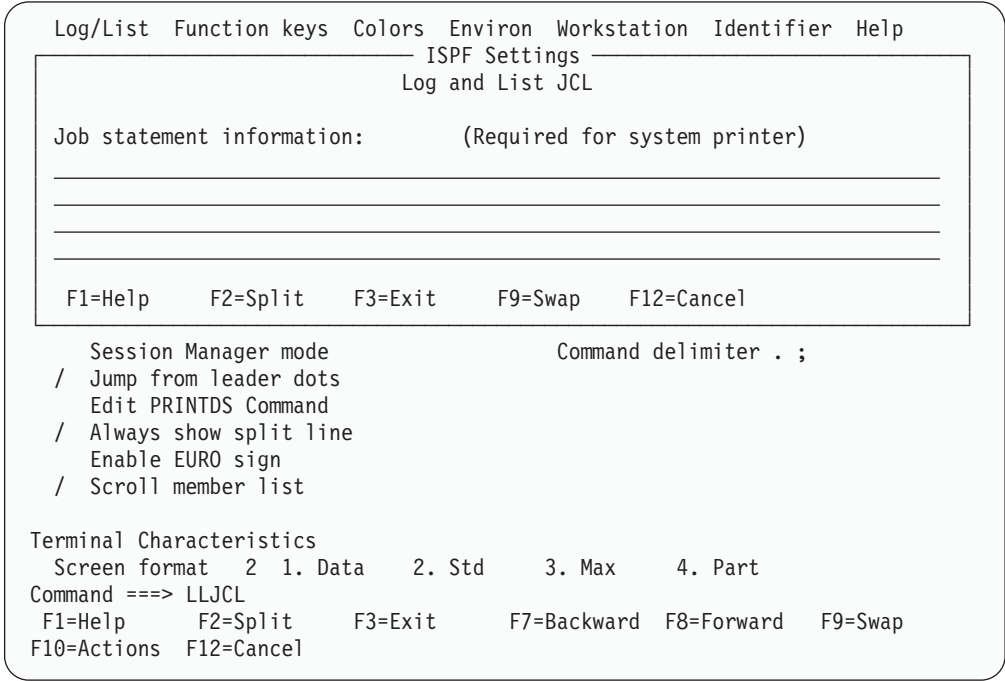 Log/List Function keys Colors Environ Workstation Identifier Help
ISPF Settings
Log and List JCL
Job statement information: (Required for system printer)
F1=Help F2=Split F3=Exit F9=Swap F12=Cancel
Session Manager mode Command delimiter . ;
/ Jump from leader dots
Edit PRINTDS Command
/ Always show split line
Enable EURO sign
/ Scroll member list
Terminal Characteristics
Screen format 2 1. Data 2. Std 3. Max 4. Part
Command ===> LLJCL
F1=Help F2=Split F3=Exit F7=Backward F8=Forward F9=Swap
F10=Actions F12=Cancel